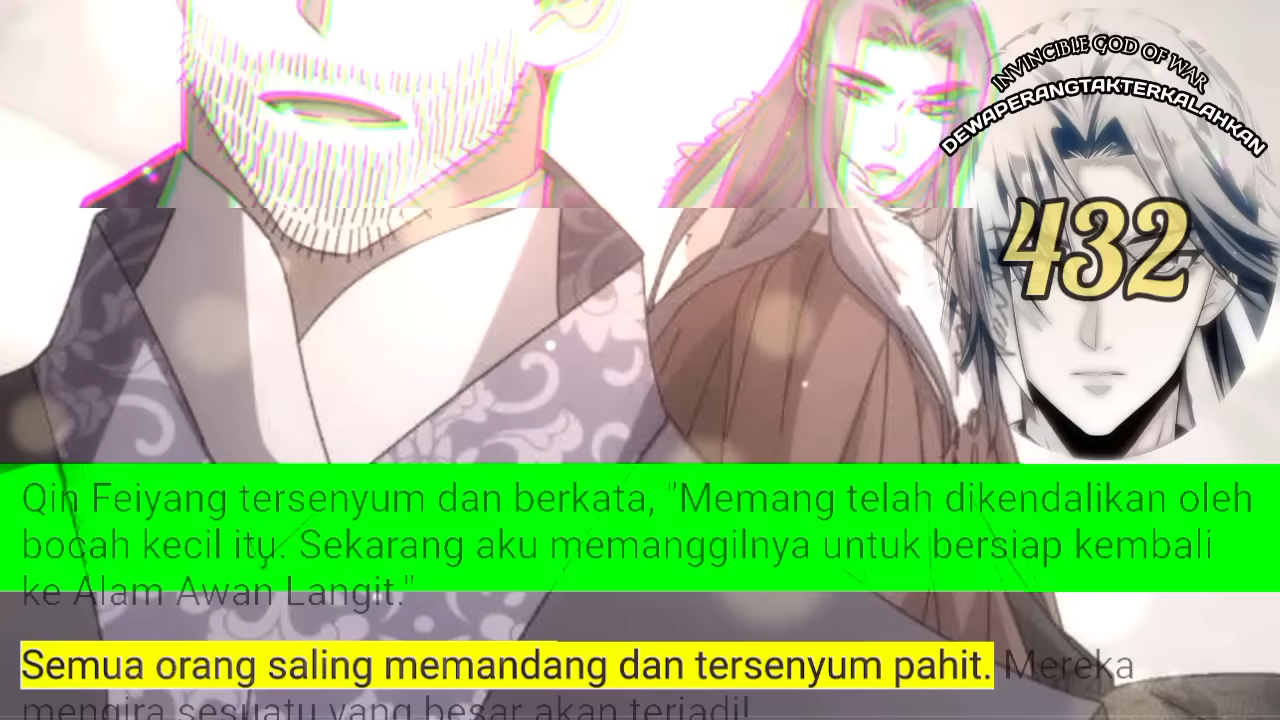 INVINCIBLE GOD OF WAR
DEWAPERANGTAKTERKALAHKAN
432
Qin Feiyang tersenyum dan berkata, "Memang telah dikendalikan oleh
bocah kecil itu. Sekarang aku memanggilnya untuk bersiap kembali
ke Alam Awan Langit."
Semua orang saling memandang dan tersenyum pahit. Mereka
mengira sesuatu yang besar akan terjadi!